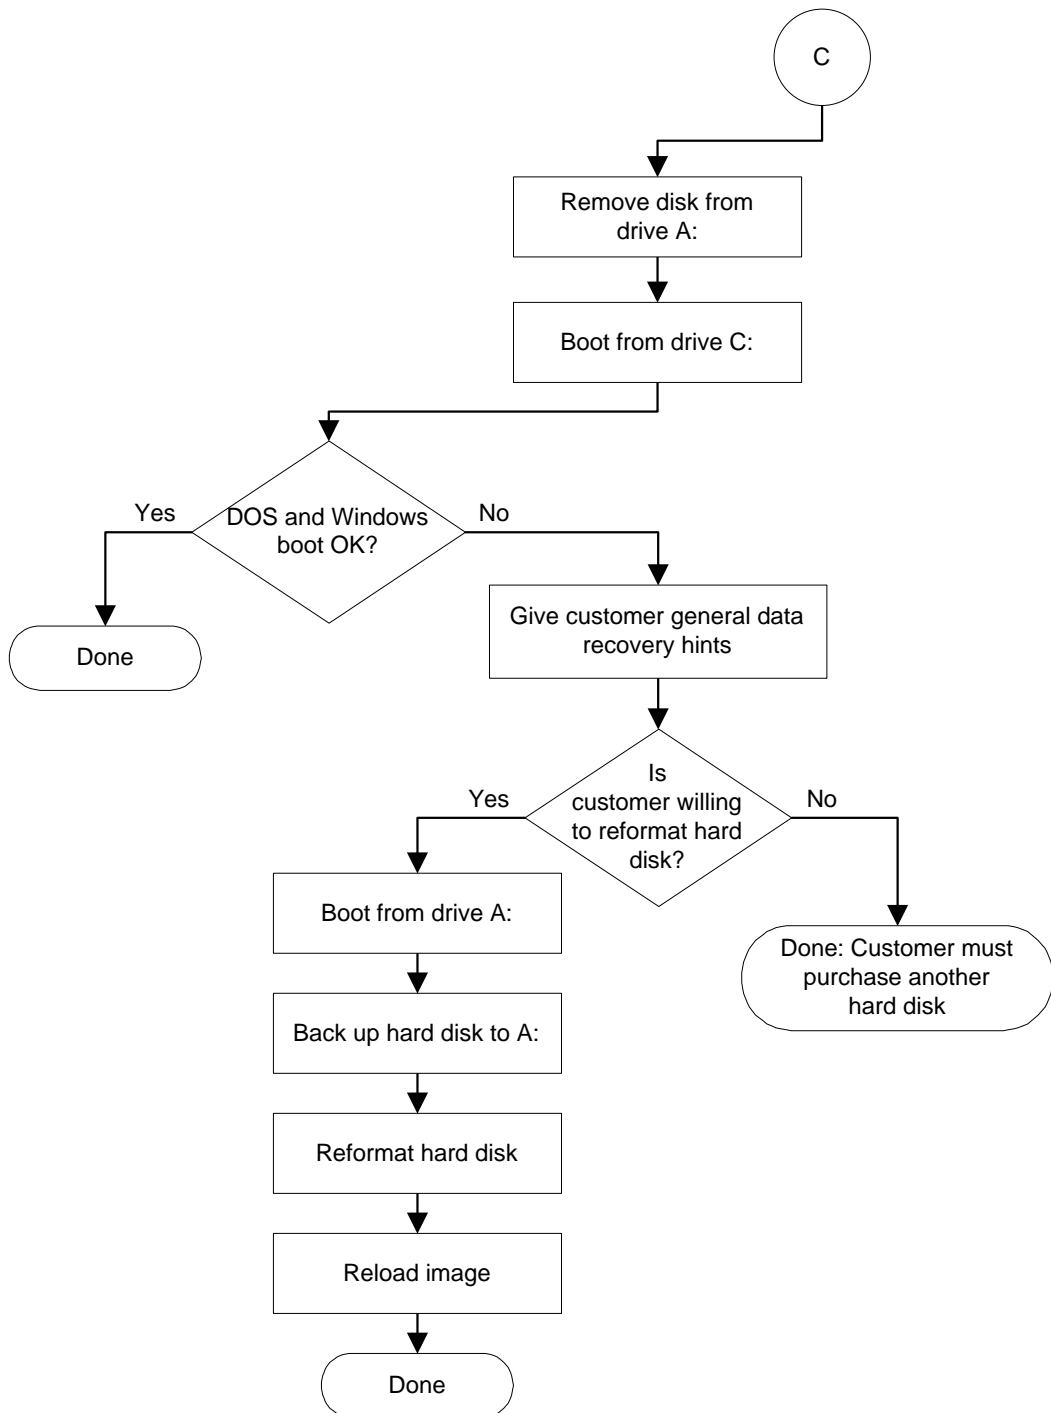 C
Remove disk from
drive A:
Boot from drive C:
Yes
DOS and Windows
boot OK?
No
Done
Give customer general data
recovery hints
Yes
Is
customer willing
to reformat hard
disk?
No
Boot from drive A:
Done: Customer must
purchase another
hard disk
Back up hard disk to A:
Reformat hard disk
Reload image
Done